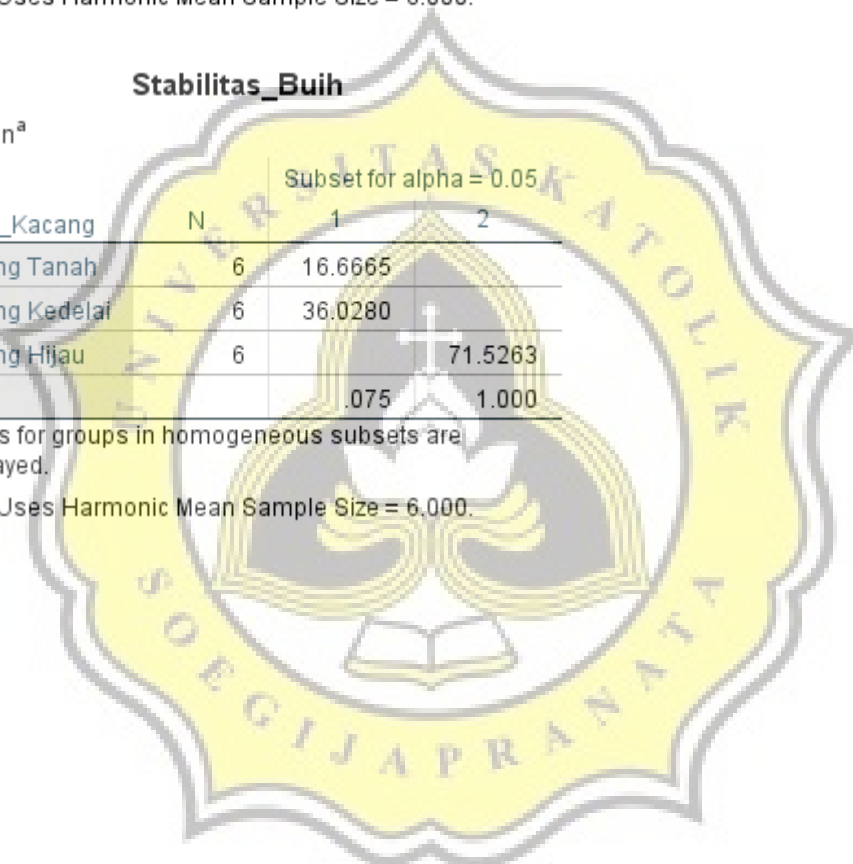 Uses Harmonic Mean Sample Size = 6.000.
Stabilitas_Buih
nᵃ
Subset for alpha = 0.05
_Kacang N 1 2
ng Tanah 6 16.6665
ng Kedelai 6 36.0280
ng Hijau 6 71.5263
.075 1.000
s for groups in homogeneous subsets are
ayed.
Uses Harmonic Mean Sample Size = 6.000.
UNIVERSITAS KATOLIK
SOEGIJAPRANATA